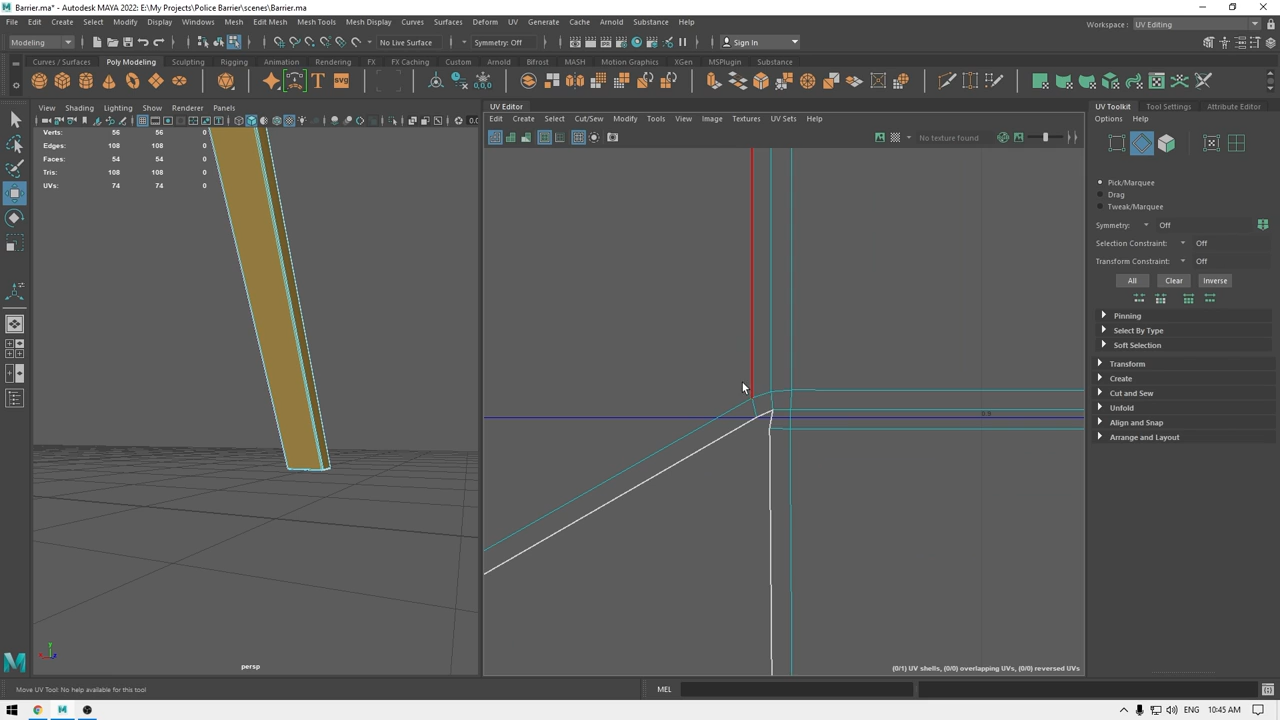 Barrier.ma* - Autodesk MAYA 2022: E:\My Projects\Police Barrier\scenes\Barrier.ma
File Edit Create Select Modify Display Windows Mesh Edit Mesh Mesh Tools Mesh Display Curves Surfaces Deform UV Generate Cache Arnold Substance Help
Workspace : UV Editing
Modeling No Live Surface Symmetry: Off Sign In
Curves / Surfaces Poly Modeling Sculpting Rigging Animation Rendering FX FX Caching Custom Arnold Bifrost MASH Motion Graphics XGen MSPlugin Substance
SVG
0,0,0
View Shading Lighting Show Renderer Panels
0.0
Verts: 56 56 0
Edges: 108 108 0
Faces: 54 54 0
Tris: 108 108 0
UVs: 74 74 0
persp
UV Editor
Edit Create Select Cut/Sew Modify Tools View Image Textures UV Sets Help
No texture found
0.9
(0/1) UV shells, (0/0) overlapping UVs, (0/0) reversed UVs
UV Toolkit Tool Settings Attribute Editor
Options Help
Pick/Marquee
Drag
Tweak/Marquee
Symmetry: Off
Selection Constraint: Off
Transform Constraint: Off
All Clear Inverse
Pinning
Select By Type
Soft Selection
Transform
Create
Cut and Sew
Unfold
Align and Snap
Arrange and Layout
Move UV Tool: No help available for this tool
MEL
ENG 10:45 AM